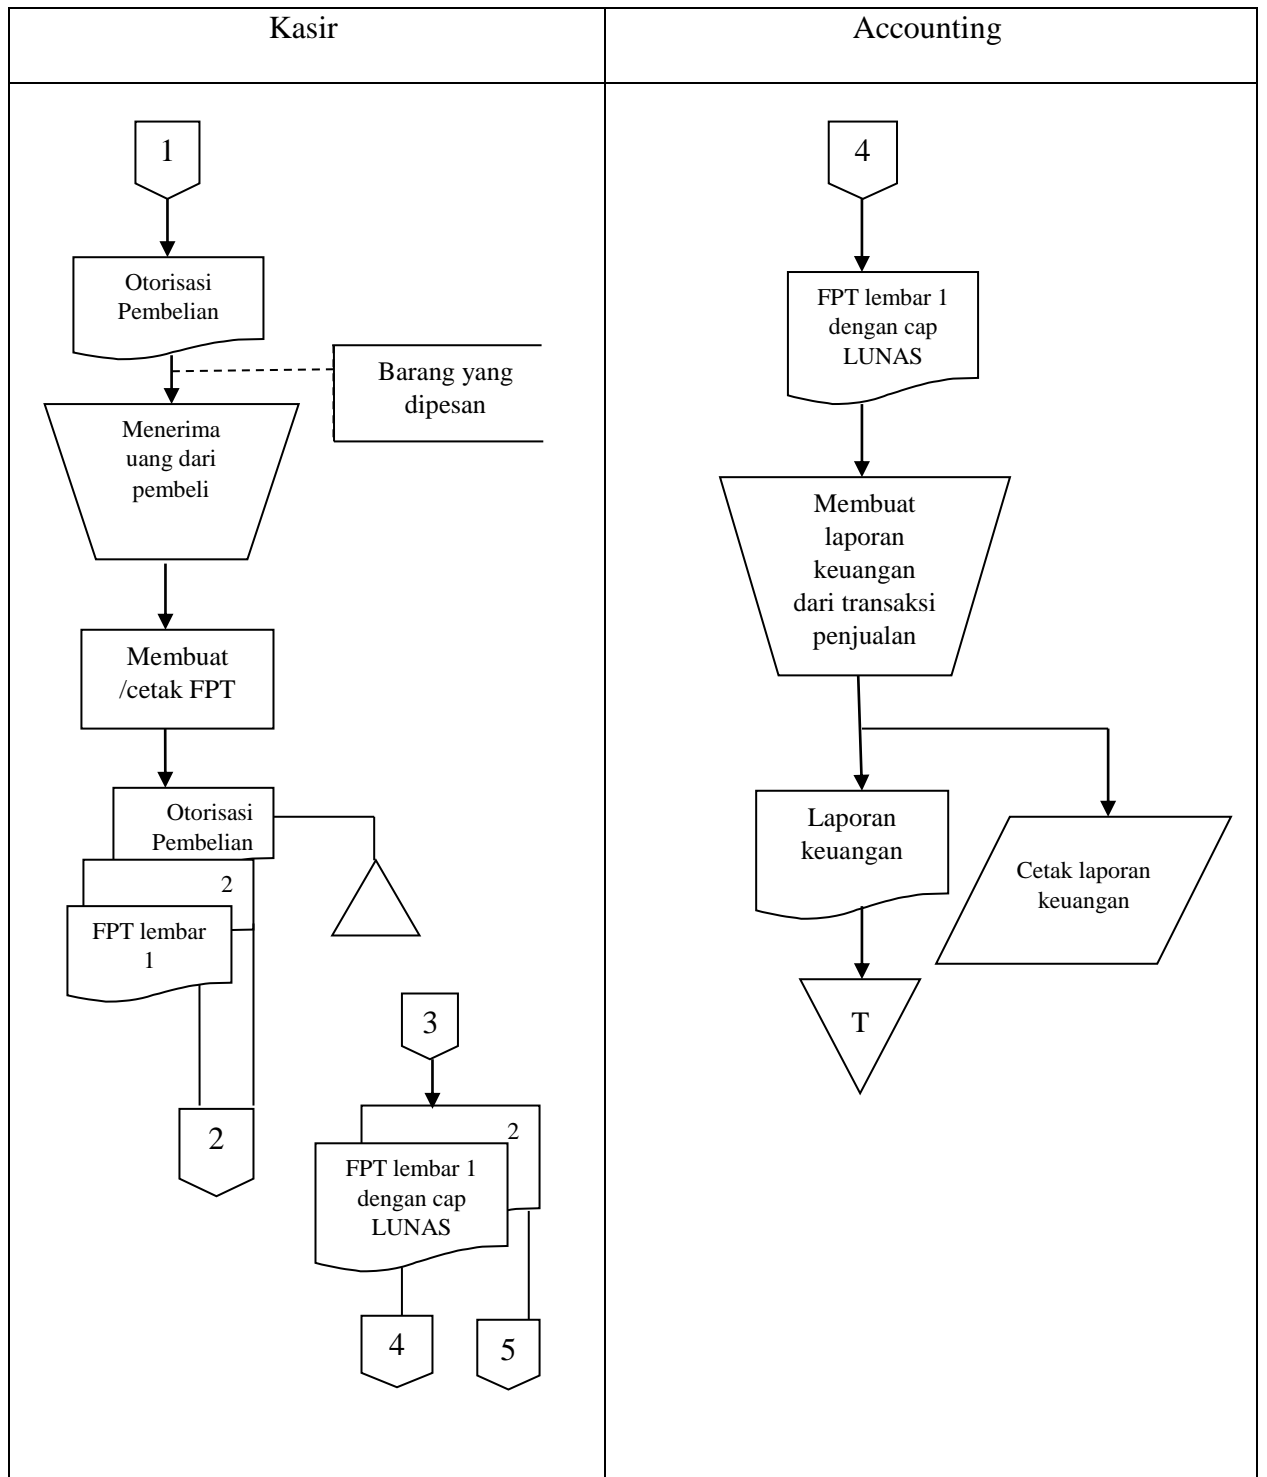 Kasir
Accounting
1
Otorisasi
Pembelian
Barang yang
dipesan
Menerima
uang dari
pembeli
Membuat
/cetak FPT
Otorisasi
Pembelian
2
FPT lembar
1
2
3
2
FPT lembar 1
dengan cap
LUNAS
4
5
4
FPT lembar 1
dengan cap
LUNAS
Membuat
laporan
keuangan
dari transaksi
penjualan
Laporan
keuangan
Cetak laporan
keuangan
T